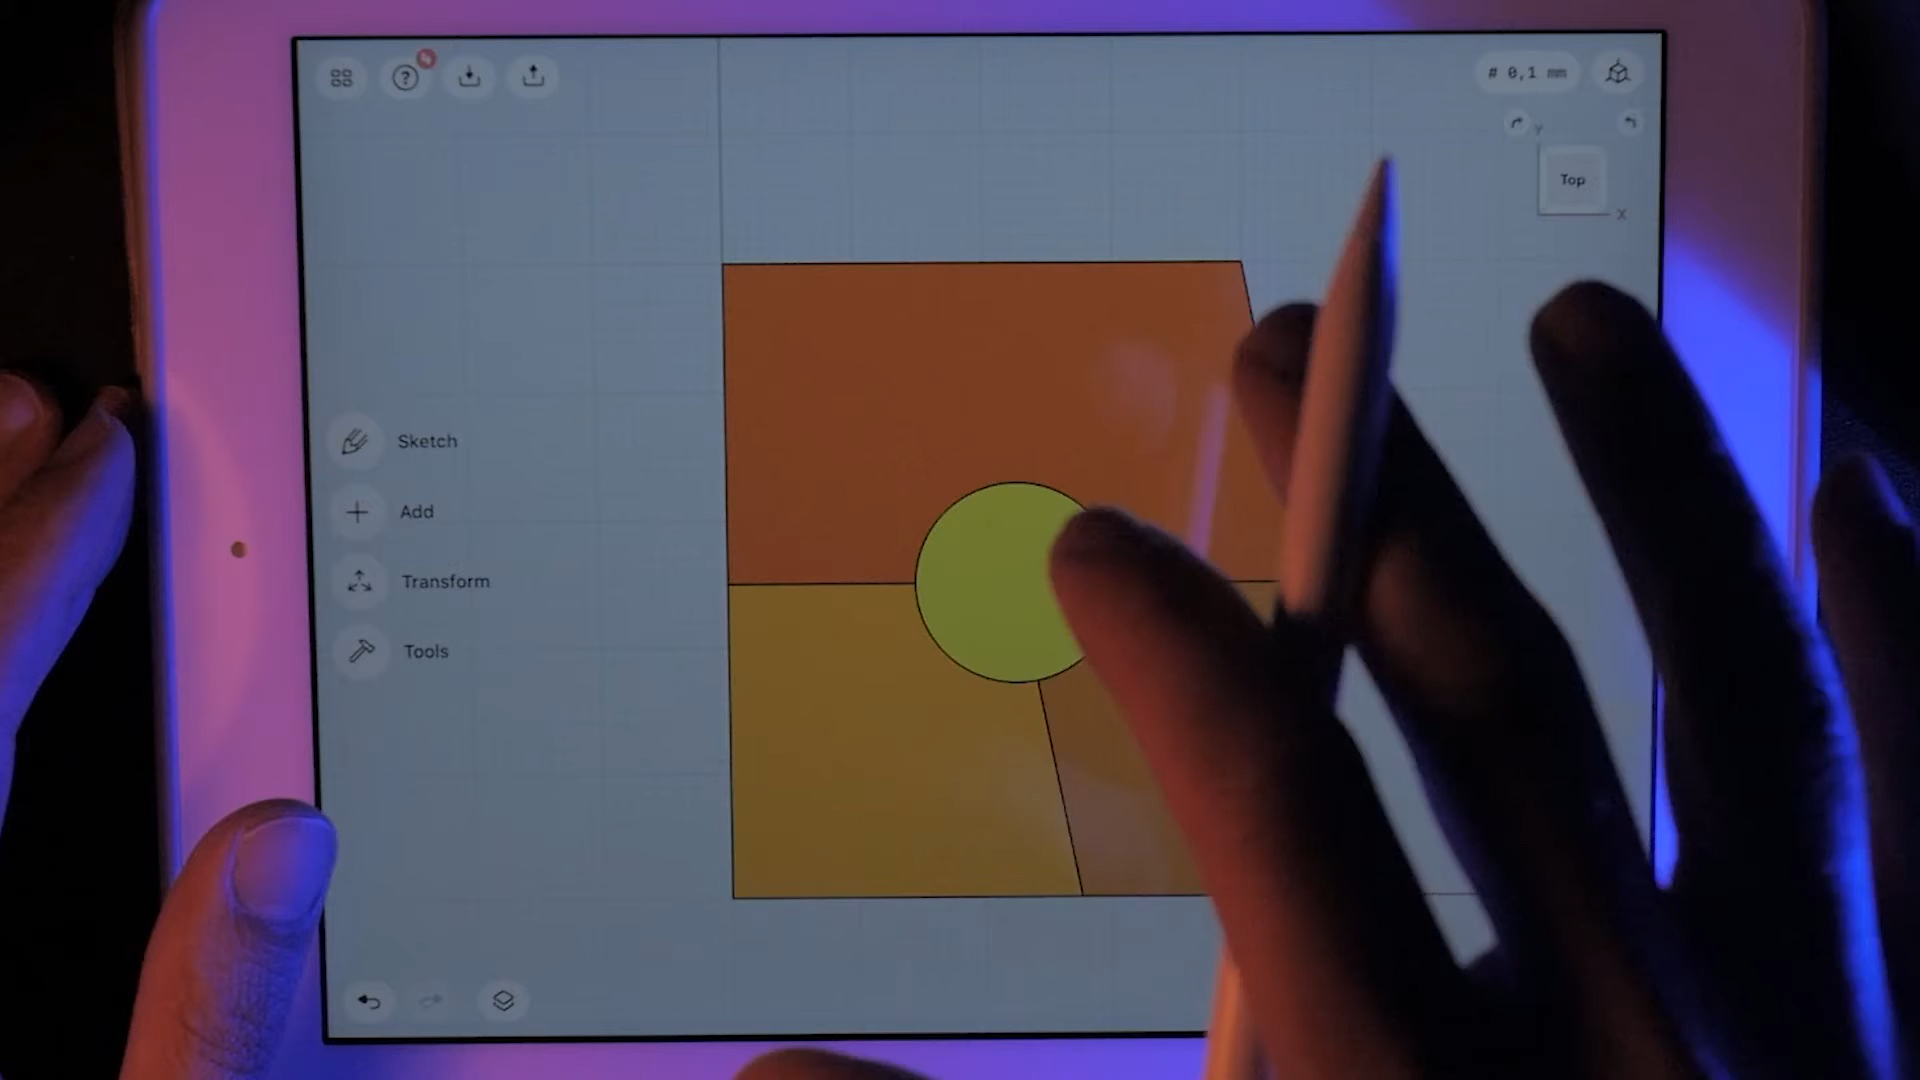 ?
# 0,1 mm
Y
Top
X
Sketch
Add
Transform
Tools